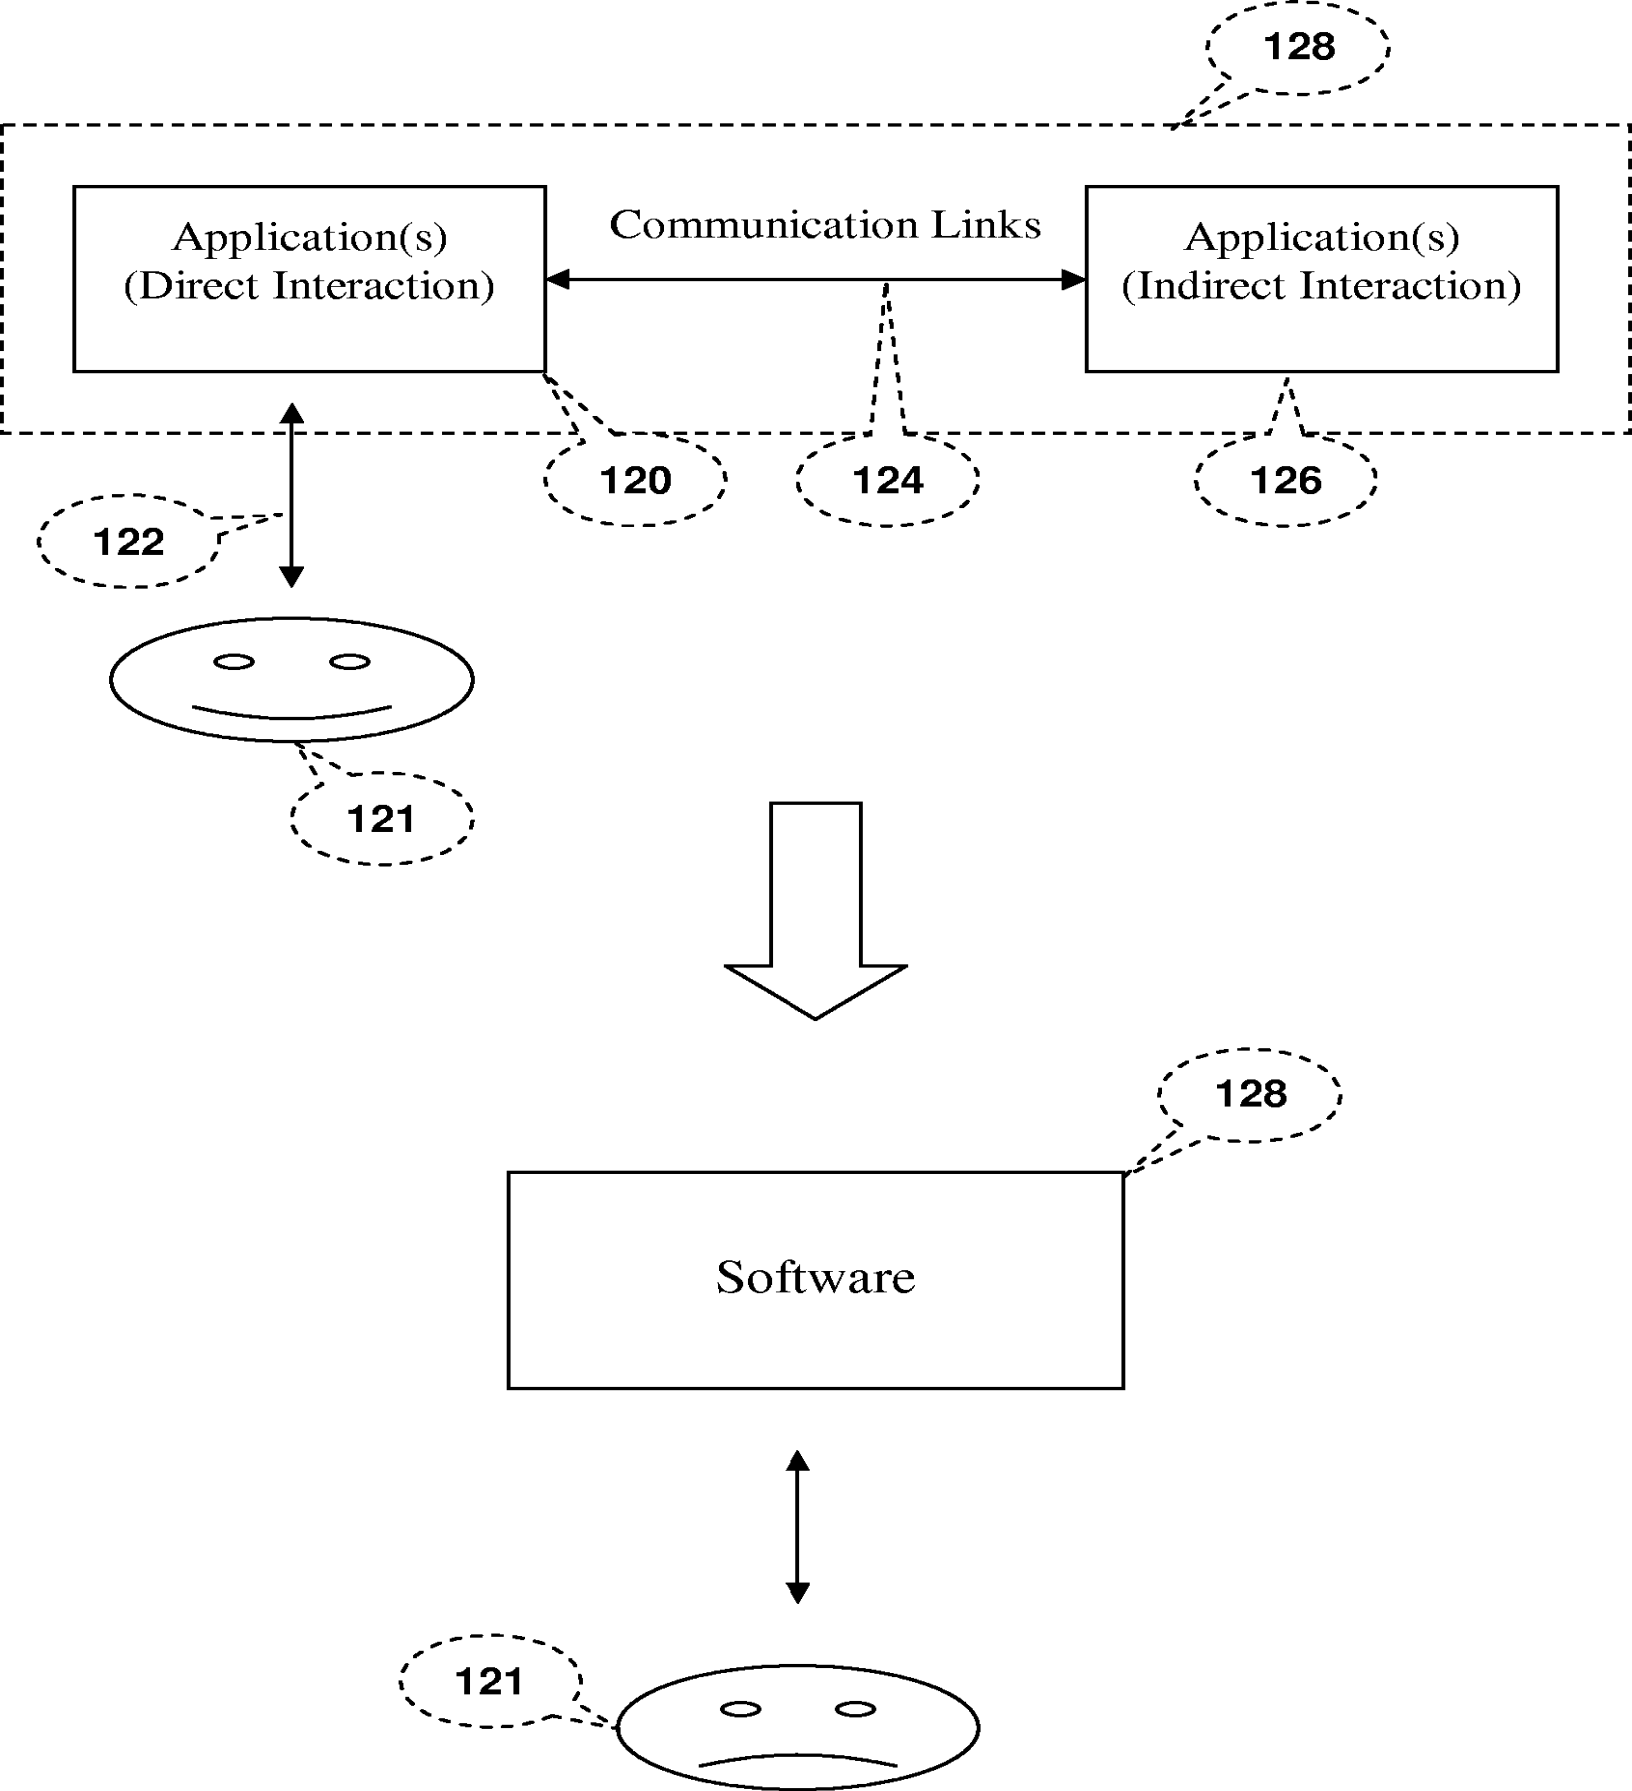 128
Application(s)
(Direct Interaction)
Communication Links
Application(s)
(Indirect Interaction)
120
124
126
122
121
128
Software
121